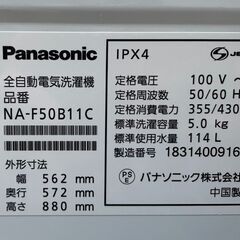 Panasonic
全自動電気洗濯機
品番
NA-F50B11C
外形寸法
幅 562 mm
奥行 572 mm
高さ 880 mm
IPX4
定格電圧 100 V
定格周波数 50/60
定格消費電力 355/430
標準洗濯容量 5.0
標準使用水量 114 L
製造番号 1831400916
PS
E
パナソニック株式会
中国製